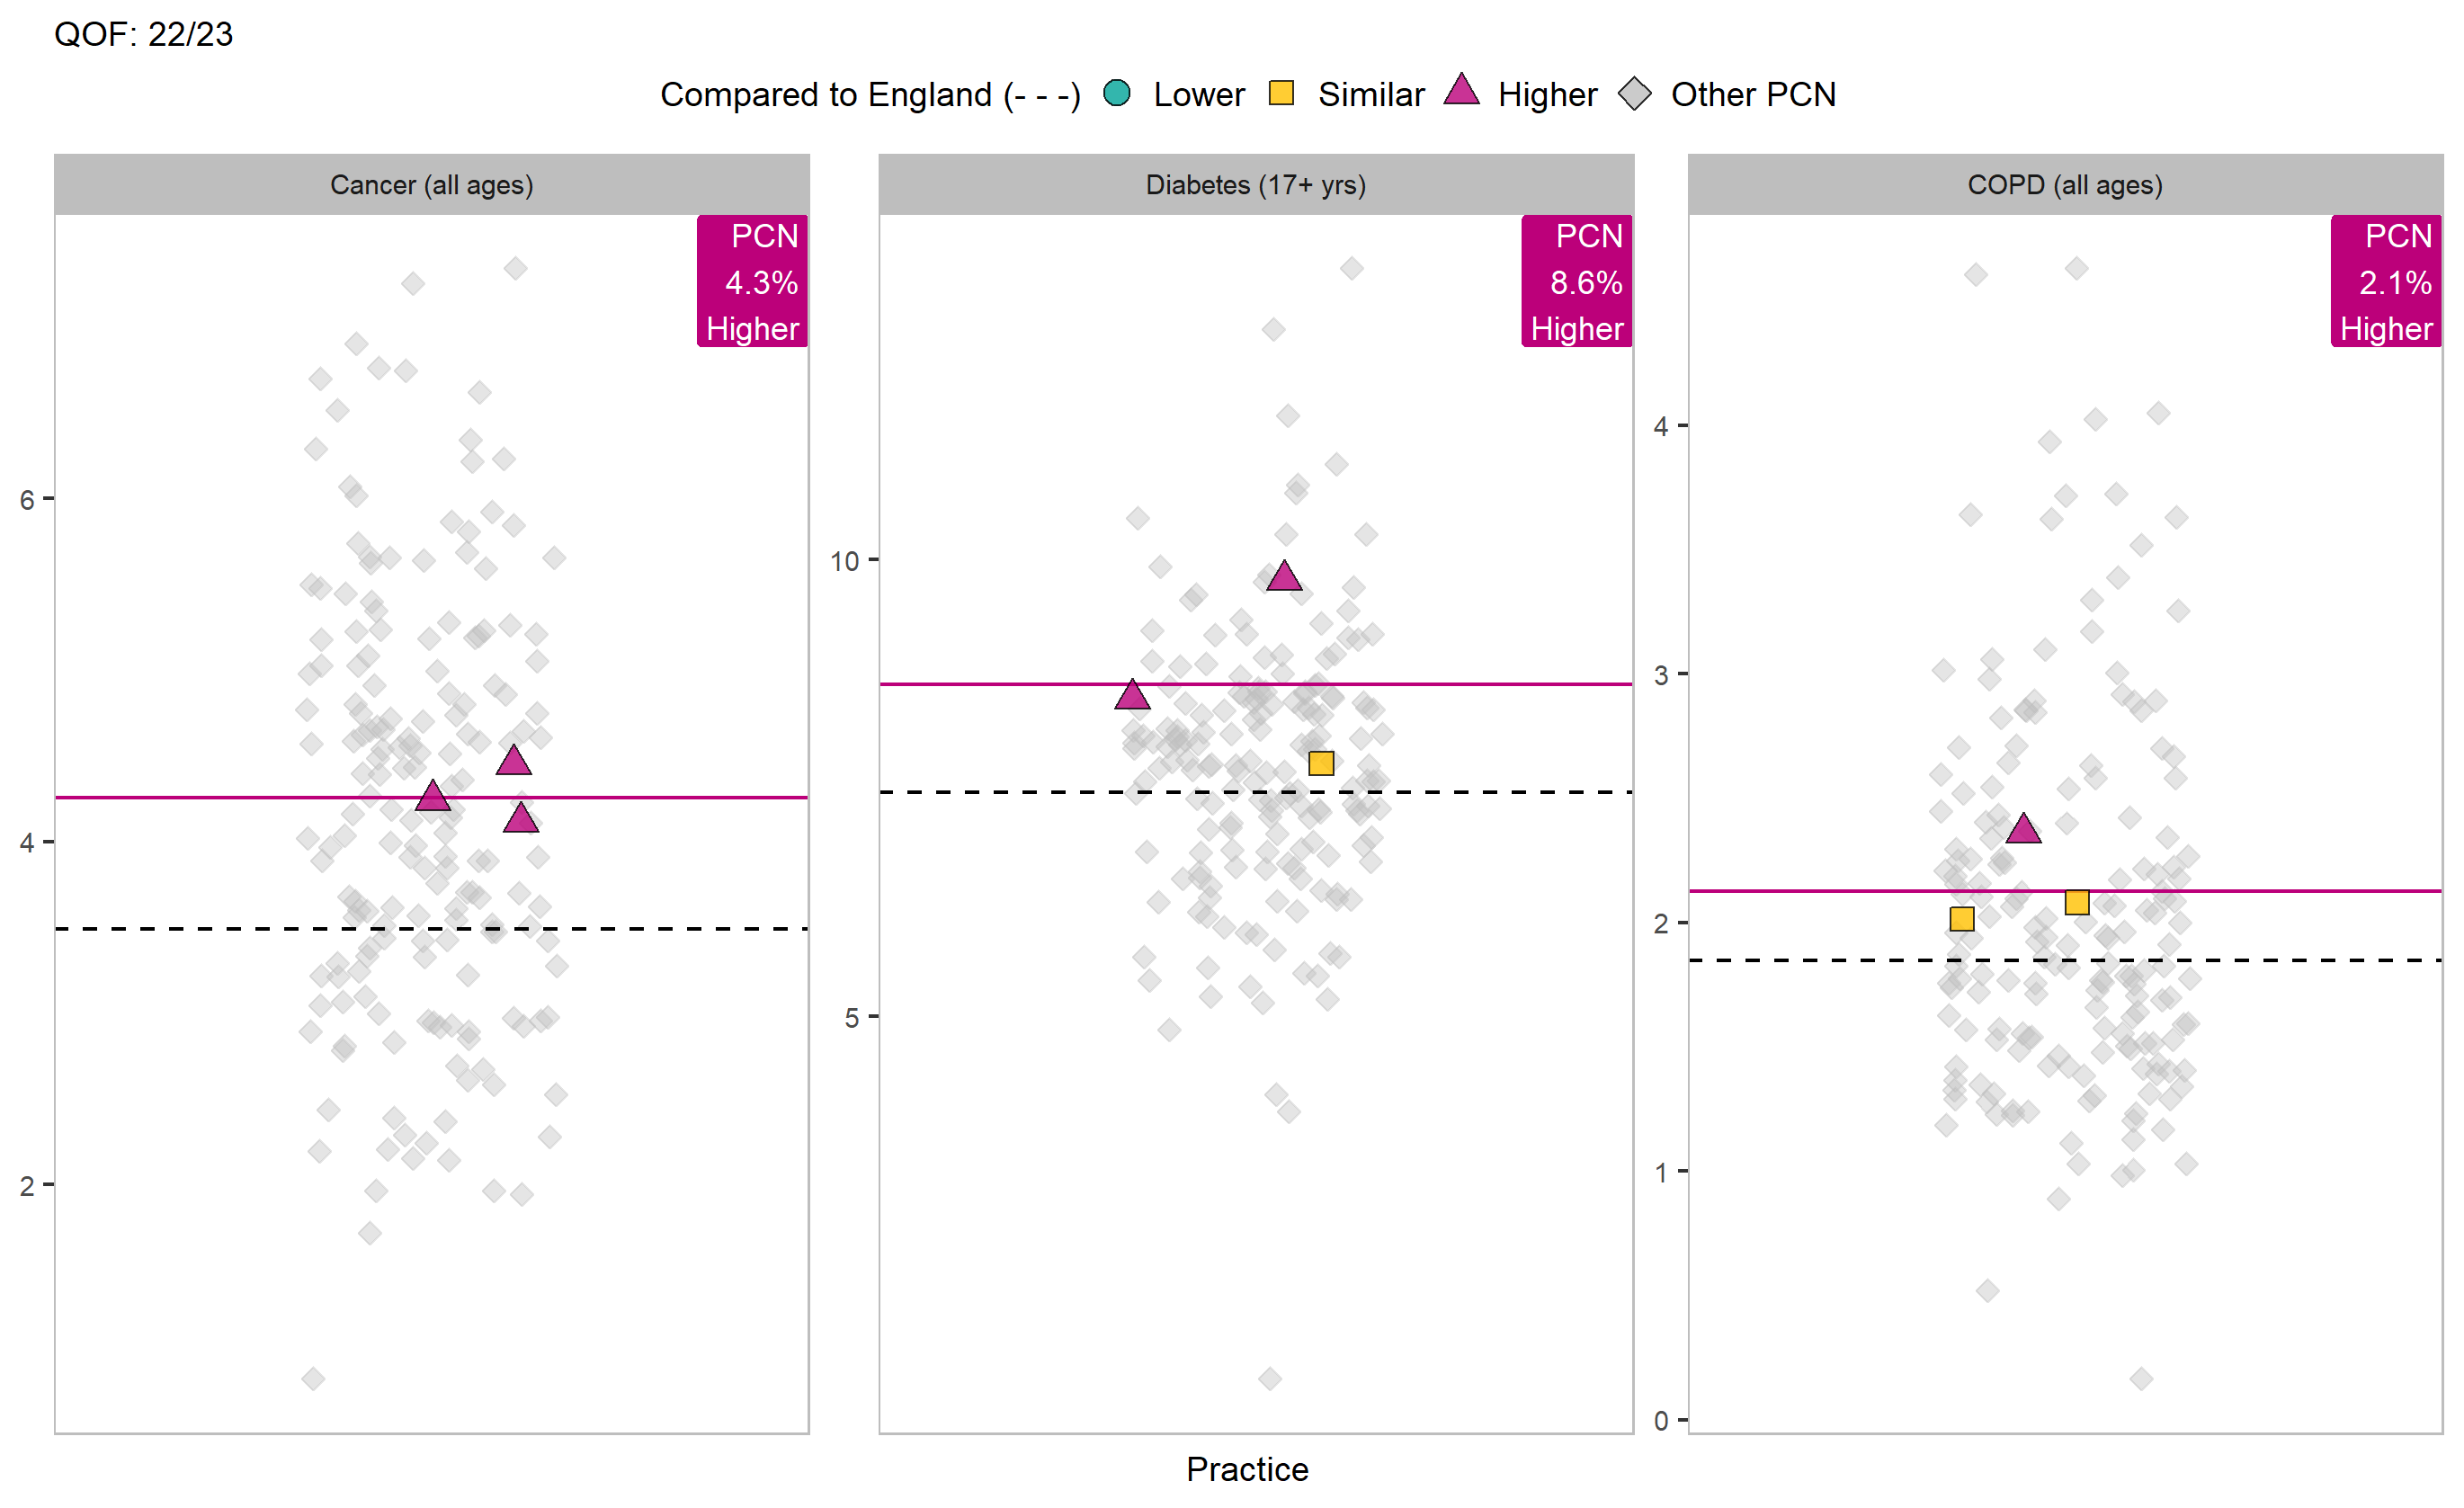 QOF: 22/23
Compared to England (- - -) Lower Similar Higher Other PCN
Cancer (all ages)
PCN
4.3%
Higher
6
4
2
Diabetes (17+ yrs)
PCN
8.6%
Higher
10
5
COPD (all ages)
PCN
2.1%
Higher
4
3
2
1
0
Practice